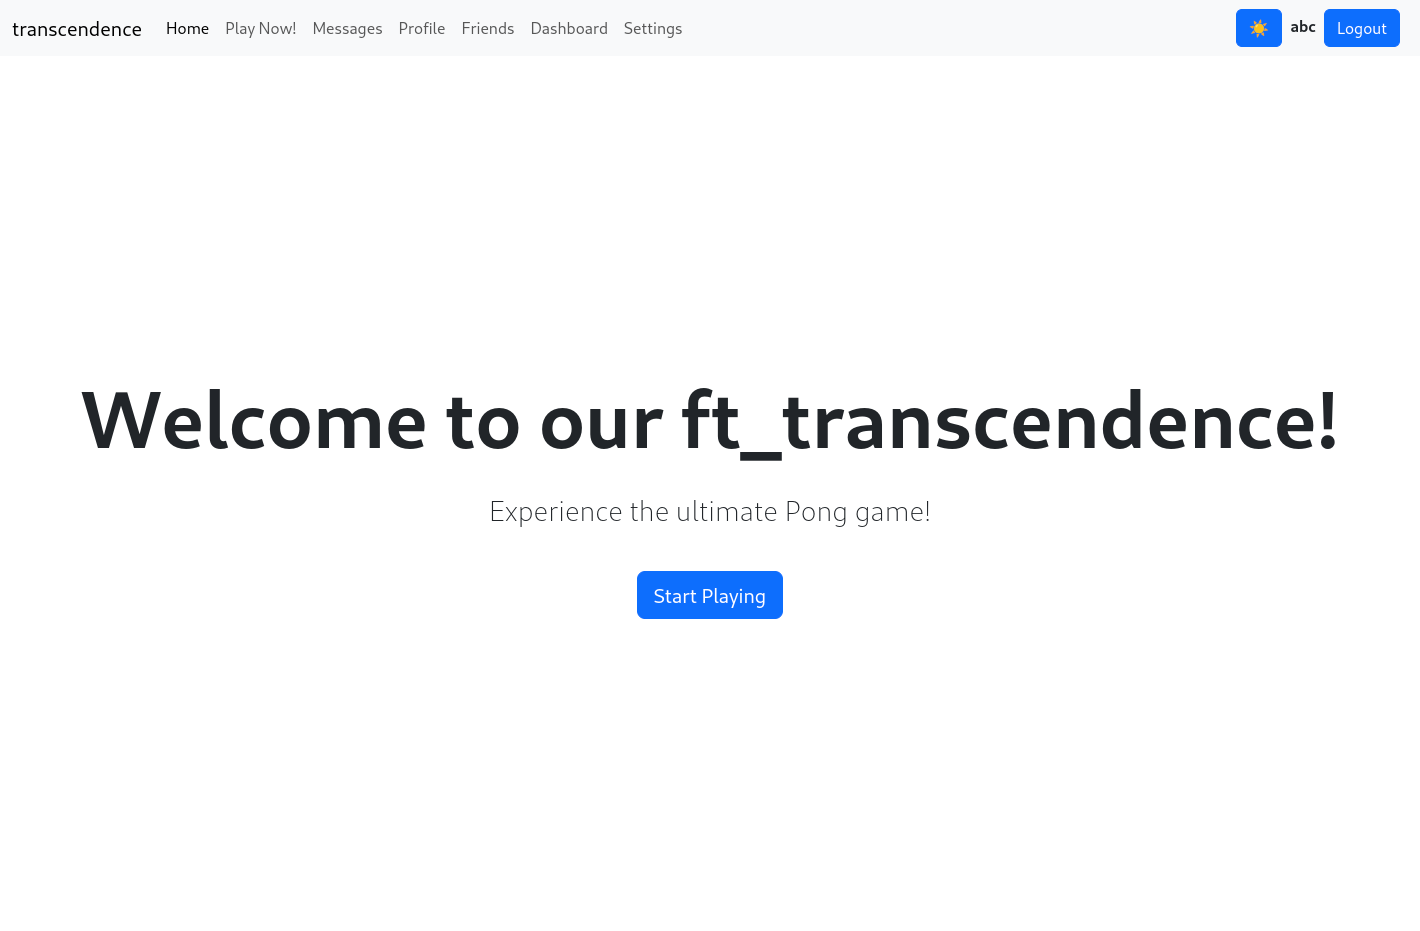 transcendence Home Play Now! Messages Profile Friends Dashboard Settings ☀️ abc Logout
Welcome to our ft_transcendence!
Experience the ultimate Pong game!
Start Playing